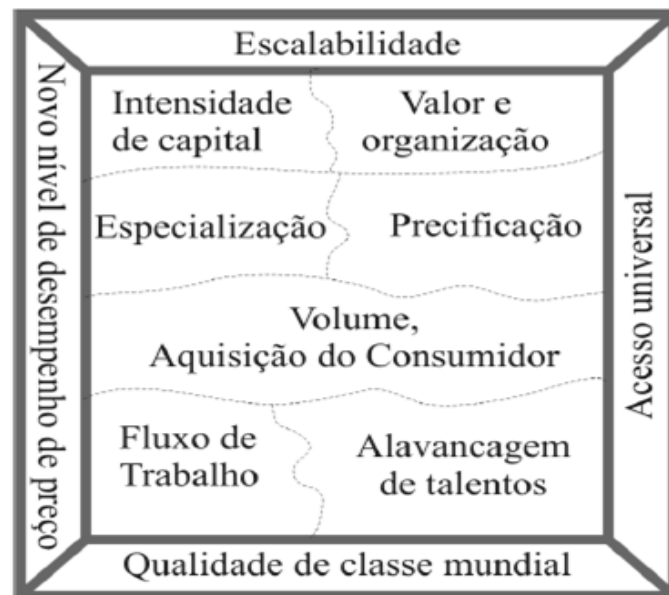 Escalabilidade
Novo nível de desempenho de preço
Intensidade
de capital
Valor e
organização
Especialização
Precificação
Volume,
Aquisição do Consumidor
Fluxo de
Trabalho
Alavancagem
de talentos
Acesso universal
Qualidade de classe mundial